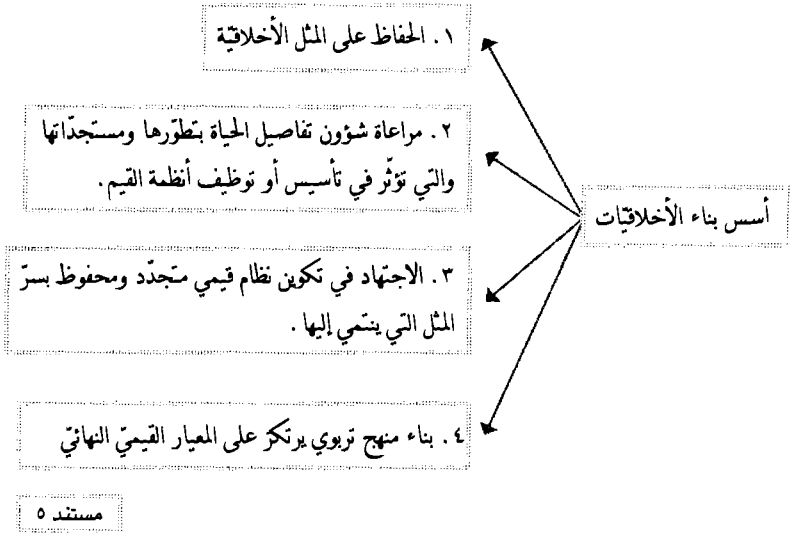 أسس بناء الأخلاقيّات
١. الحفاظ على المثل الأخلاقيّة
٢. مراعاة شؤون تفاصيل الحياة بتطوّرها ومستجدّاتها
والتي تؤثّر في تأسيس أو توظيف أنظمة القيم.
٣. الاجتهاد في تكوين نظام قيمي متجدّد ومحفوظ بسرّ
المثل التي ينتمي إليها.
٤. بناء منهج تربوي يرتكز على المعيار القيميّ النهائيّ
مستند ٥